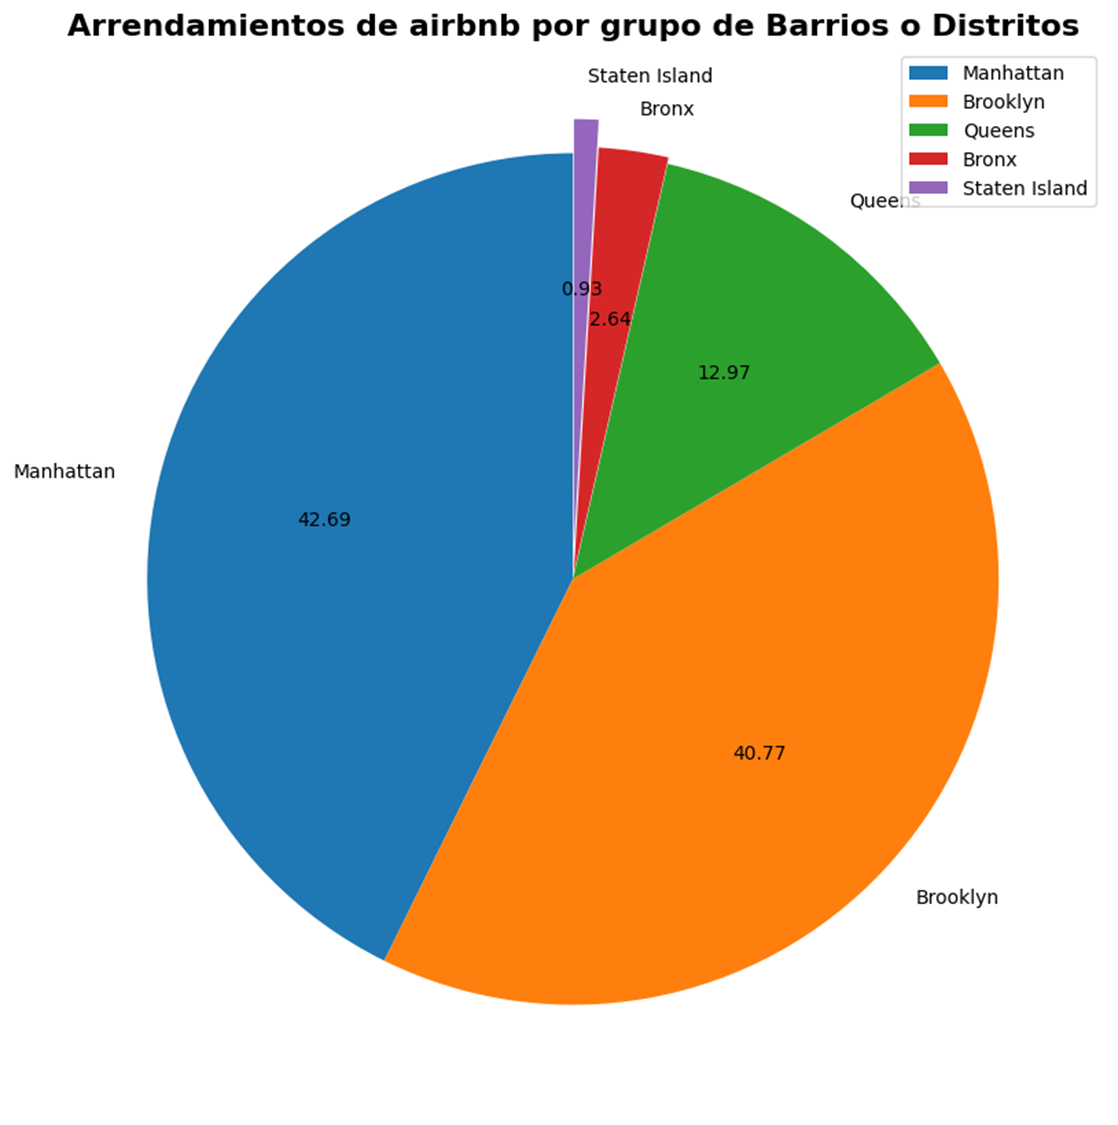 Arrendamientos de airbnb por grupo de Barrios o Distritos
Staten Island
Bronx
Queens
Manhattan
Brooklyn
0.93
2.64
12.97
42.69
40.77
Manhattan
Brooklyn
Queens
Bronx
Staten Island